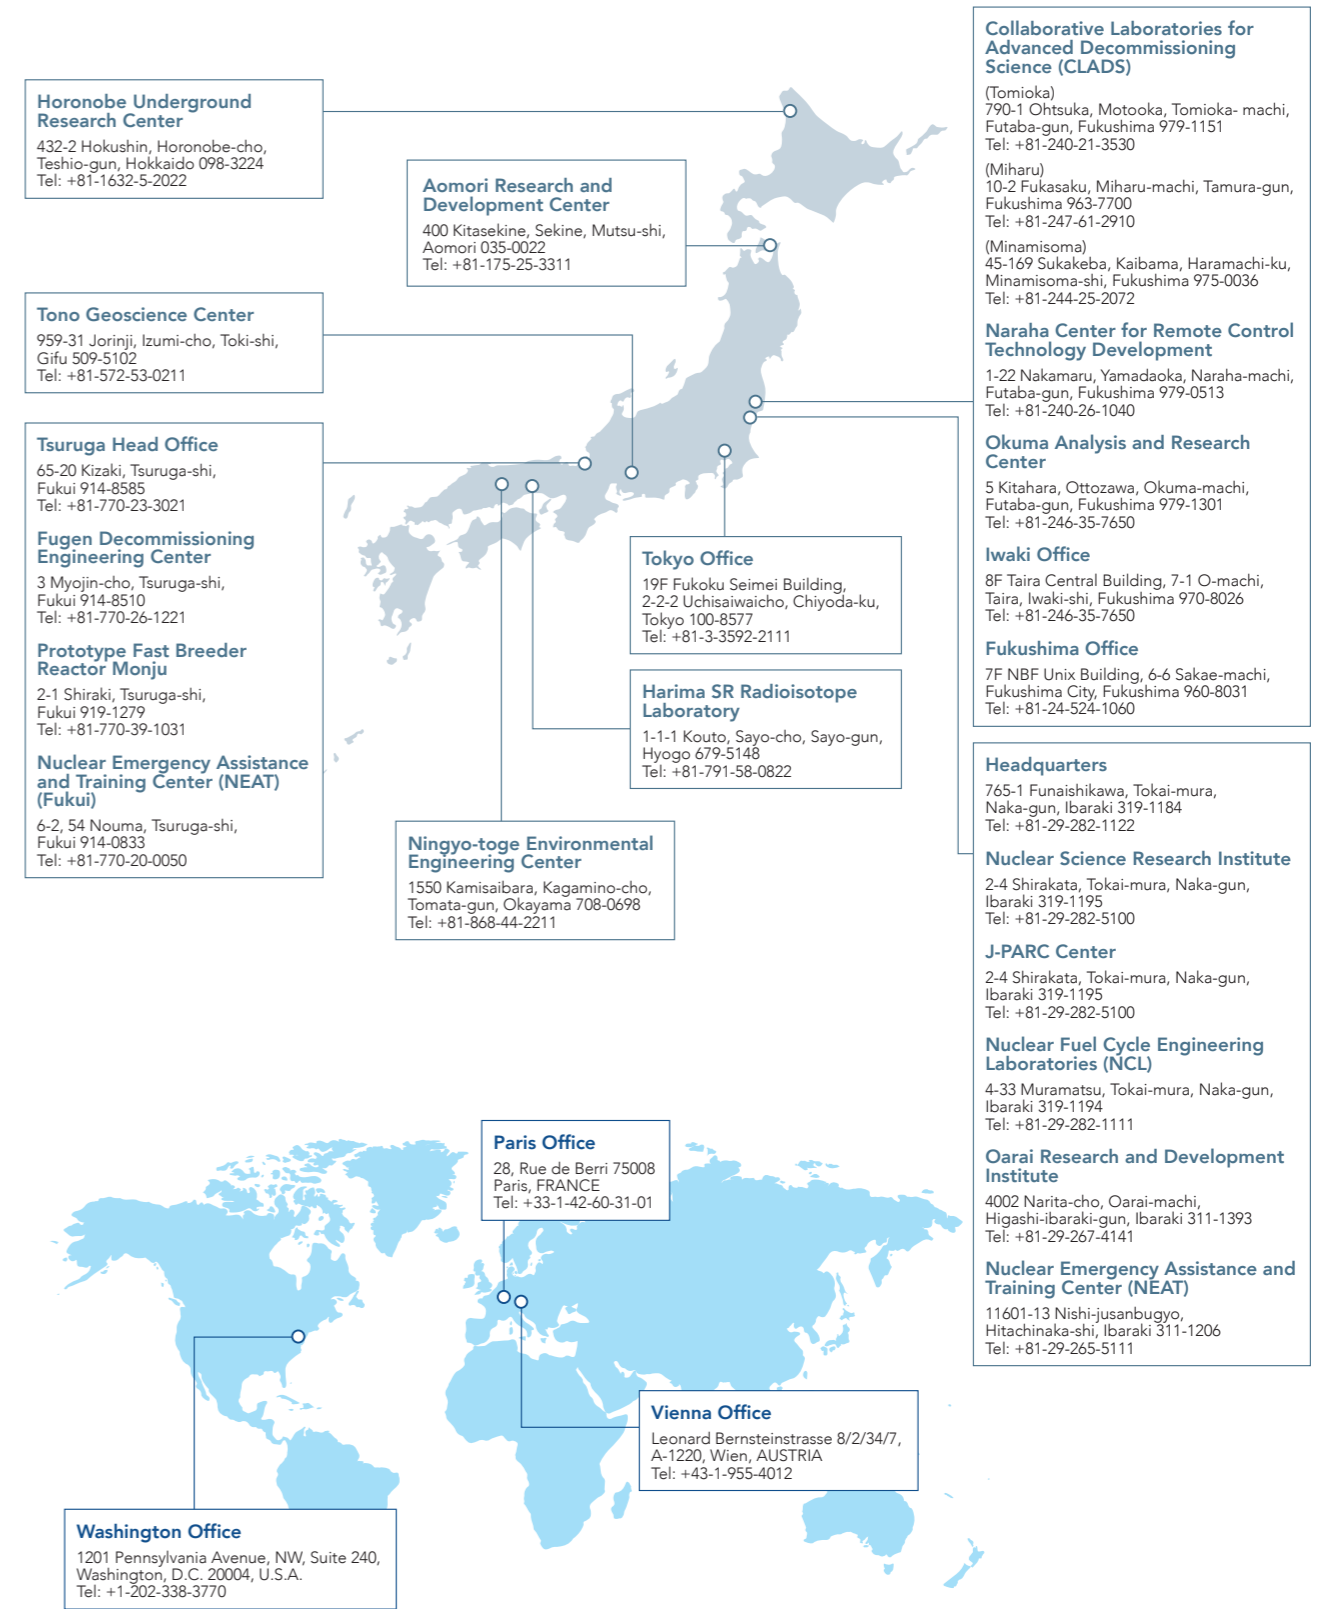 Horonobe Underground
Research Center
432-2 Hokushin, Horonobe-cho,
Teshio-gun, Hokkaido 098-3224
Tel: +81-1632-5-2022
Aomori Research and
Development Center
400 Kitasekine, Sekine, Mutsu-shi,
Aomori 035-0022
Tel: +81-175-25-3311
Tono Geoscience Center
959-31 Jorinji, Izumi-cho, Toki-shi,
Gifu 509-5102
Tel: +81-572-53-0211
Tsuruga Head Office
65-20 Kizaki, Tsuruga-shi,
Fukui 914-8585
Tel: +81-770-23-3021
Fugen Decommissioning
Engineering Center
3 Myojin-cho, Tsuruga-shi,
Fukui 914-8510
Tel: +81-770-26-1221
Prototype Fast Breeder
Reactor Monju
2-1 Shiraki, Tsuruga-shi,
Fukui 919-1279
Tel: +81-770-39-1031
Nuclear Emergency Assistance
and Training Center (NEAT)
(Fukui)
6-2, 54 Nouma, Tsuruga-shi,
Fukui 914-0833
Tel: +81-770-20-0050
Tokyo Office
19F Fukoku Seimei Building,
2-2-2 Uchisaiwaicho, Chiyoda-ku,
Tokyo 100-8577
Tel: +81-3-3592-2111
Harima SR Radioisotope
Laboratory
1-1-1 Kouto, Sayo-cho, Sayo-gun,
Hyogo 679-5148
Tel: +81-791-58-0822
Ningyo-toge Environmental
Engineering Center
1550 Kamisaibara, Kagamino-cho,
Tomata-gun, Okayama 708-0698
Tel: +81-868-44-2211
Collaborative Laboratories for
Advanced Decommissioning
Science (CLADS)
(Tomioka)
790-1 Ohtsuka, Motooka, Tomioka- machi,
Futaba-gun, Fukushima 979-1151
Tel: +81-240-21-3530
(Miharu)
10-2 Fukasaku, Miharu-machi, Tamura-gun,
Fukushima 963-7700
Tel: +81-247-61-2910
(Minamisoma)
45-169 Sukakeba, Kaibama, Haramachi-ku,
Minamisoma-shi, Fukushima 975-0036
Tel: +81-244-25-2072
Naraha Center for Remote Control
Technology Development
1-22 Nakamaru, Yamadaoka, Naraha-machi,
Futaba-gun, Fukushima 979-0513
Tel: +81-240-26-1040
Okuma Analysis and Research
Center
5 Kitahara, Ottozawa, Okuma-machi,
Futaba-gun, Fukushima 979-1301
Tel: +81-246-35-7650
Iwaki Office
8F Taira Central Building, 7-1 O-machi,
Taira, Iwaki-shi, Fukushima 970-8026
Tel: +81-246-35-7650
Fukushima Office
7F NBF Unix Building, 6-6 Sakae-machi,
Fukushima City, Fukushima 960-8031
Tel: +81-24-524-1060
Headquarters
765-1 Funaishikawa, Tokai-mura,
Naka-gun, Ibaraki 319-1184
Tel: +81-29-282-1122
Nuclear Science Research Institute
2-4 Shirakata, Tokai-mura, Naka-gun,
Ibaraki 319-1195
Tel: +81-29-282-5100
J-PARC Center
2-4 Shirakata, Tokai-mura, Naka-gun,
Ibaraki 319-1195
Tel: +81-29-282-5100
Nuclear Fuel Cycle Engineering
Laboratories (NCL)
4-33 Muramatsu, Tokai-mura, Naka-gun,
Ibaraki 319-1194
Tel: +81-29-282-1111
Oarai Research and Development
Institute
4002 Narita-cho, Oarai-machi,
Higashi-ibaraki-gun, Ibaraki 311-1393
Tel: +81-29-267-4141
Nuclear Emergency Assistance and
Training Center (NEAT)
11601-13 Nishi-jusanbugyo,
Hitachinaka-shi, Ibaraki 311-1206
Tel: +81-29-265-5111
Paris Office
28, Rue de Berri 75008
Paris, FRANCE
Tel: +33-1-42-60-31-01
Vienna Office
Leonard Bernsteinstrasse 8/2/34/7,
A-1220, Wien, AUSTRIA
Tel: +43-1-955-4012
Washington Office
1201 Pennsylvania Avenue, NW, Suite 240,
Washington, D.C. 20004, U.S.A.
Tel: +1-202-338-3770